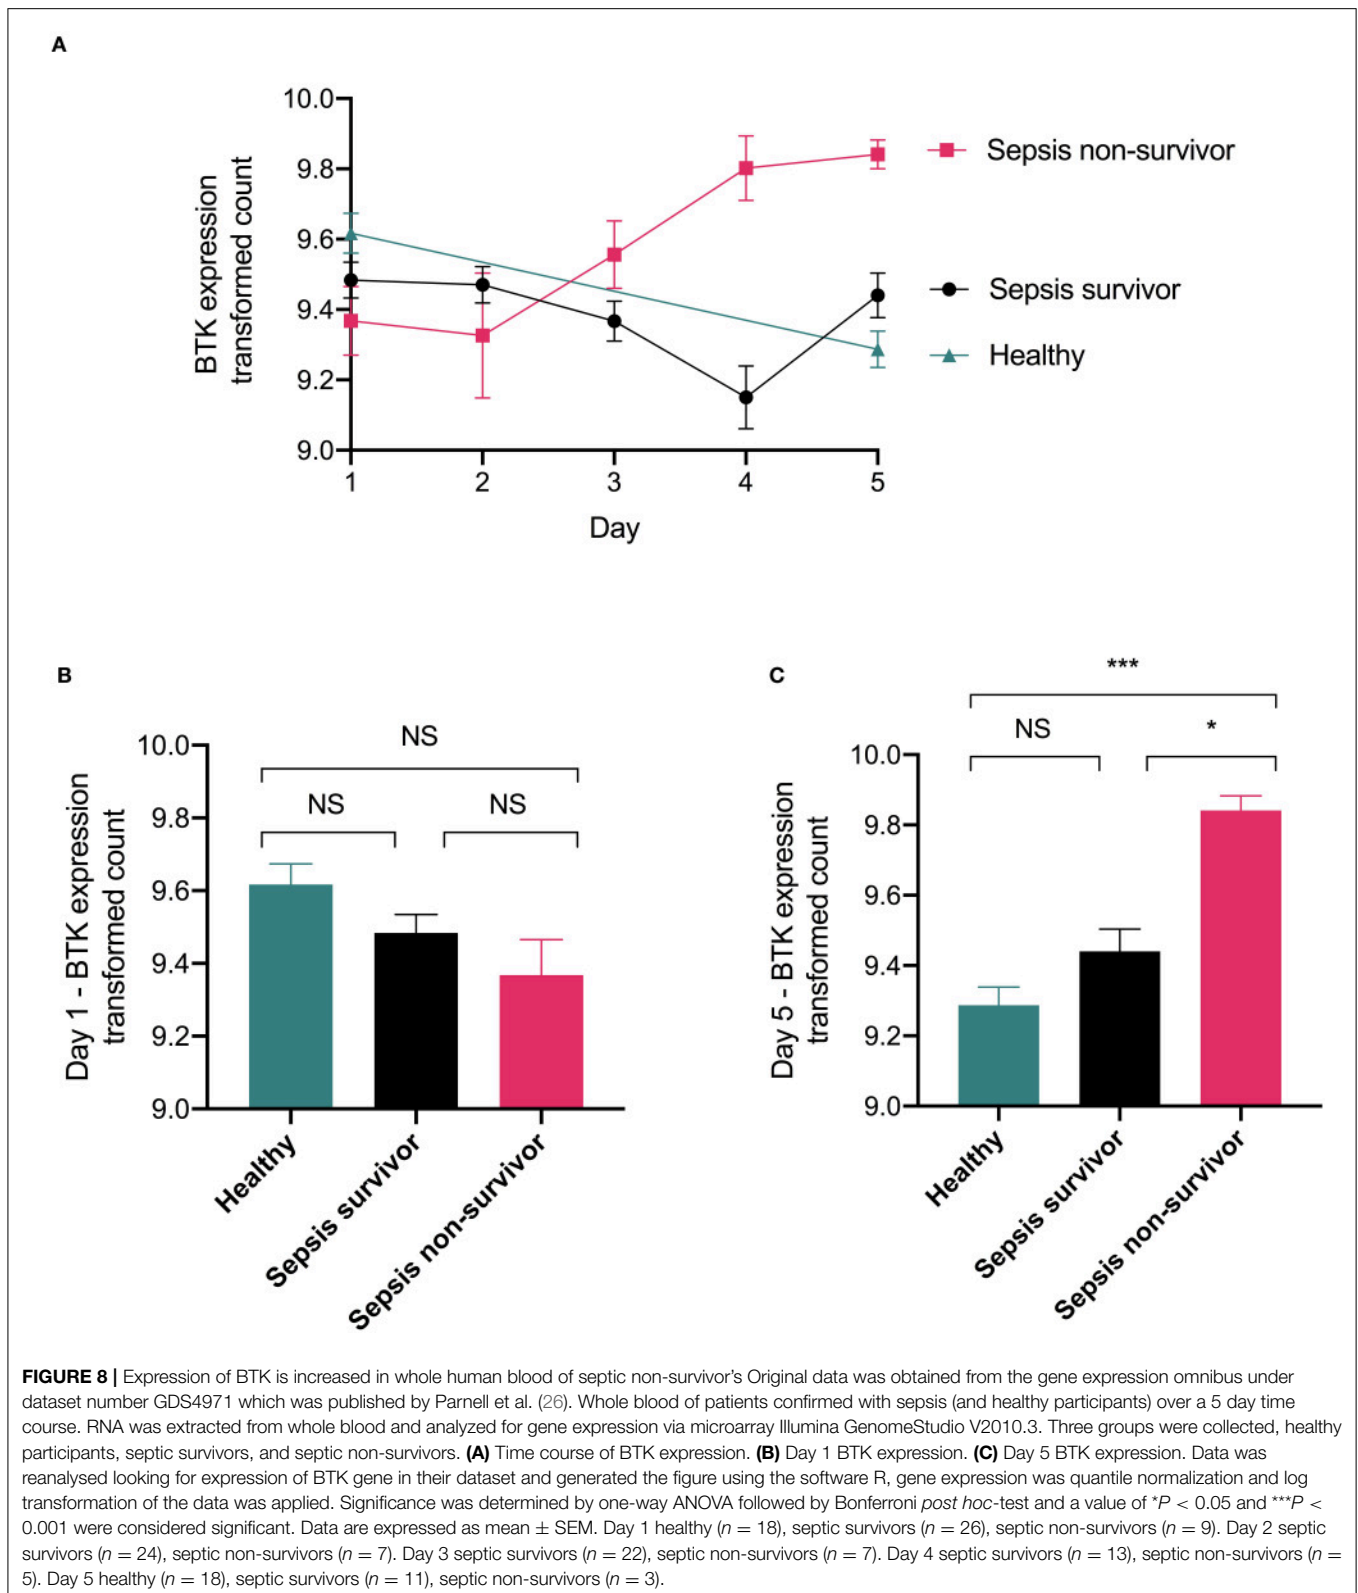 A
10.0
9.8
9.6
9.4
9.2
9.0
BTK expression
transformed count
1 2 3 4 5
Day
Sepsis non-survivor
Sepsis survivor
Healthy
B
NS
NS NS
10.0
9.8
9.6
9.4
9.2
9.0
Day 1 - BTK expression
transformed count
Healthy
Sepsis survivor
Sepsis non-survivor
C
***
NS *
10.0
9.8
9.6
9.4
9.2
9.0
Day 5 - BTK expression
transformed count
Healthy
Sepsis survivor
Sepsis non-survivor
FIGURE 8 | Expression of BTK is increased in whole human blood of septic non-survivor's Original data was obtained from the gene expression omnibus under
dataset number GDS4971 which was published by Parnell et al. (26). Whole blood of patients confirmed with sepsis (and healthy participants) over a 5 day time
course. RNA was extracted from whole blood and analyzed for gene expression via microarray Illumina GenomeStudio V2010.3. Three groups were collected, healthy
participants, septic survivors, and septic non-survivors. (A) Time course of BTK expression. (B) Day 1 BTK expression. (C) Day 5 BTK expression. Data was
reanalysed looking for expression of BTK gene in their dataset and generated the figure using the software R, gene expression was quantile normalization and log
transformation of the data was applied. Significance was determined by one-way ANOVA followed by Bonferroni post hoc-test and a value of *P < 0.05 and ***P <
0.001 were considered significant. Data are expressed as mean ± SEM. Day 1 healthy (n = 18), septic survivors (n = 26), septic non-survivors (n = 9). Day 2 septic
survivors (n = 24), septic non-survivors (n = 7). Day 3 septic survivors (n = 22), septic non-survivors (n = 7). Day 4 septic survivors (n = 13), septic non-survivors (n =
5). Day 5 healthy (n = 18), septic survivors (n = 11), septic non-survivors (n = 3).